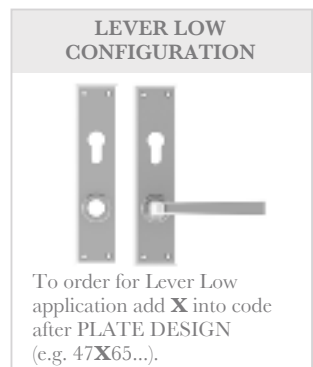 LEVER LOW
CONFIGURATION
To order for Lever Low
application add X into code
after PLATE DESIGN
(e.g. 47X65...).